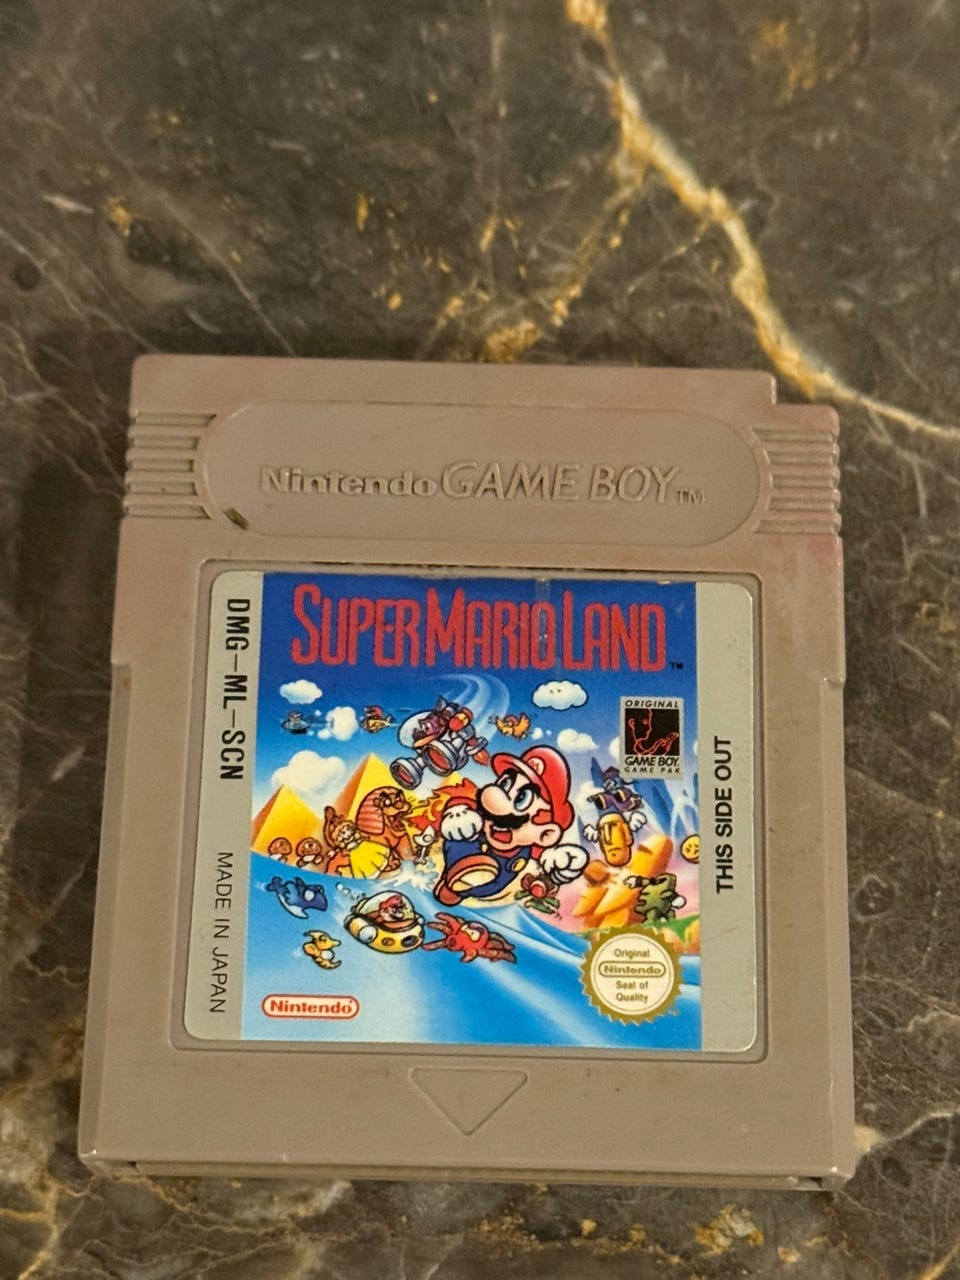 Nintendo GAME BOY TM
DMG-ML-SCN
MADE IN JAPAN
SUPER MARIO LAND TM
ORIGINAL
GAME BOY
GAME PAK
THIS SIDE OUT
Original
Nintendo
Seal of
Quality
Nintendo